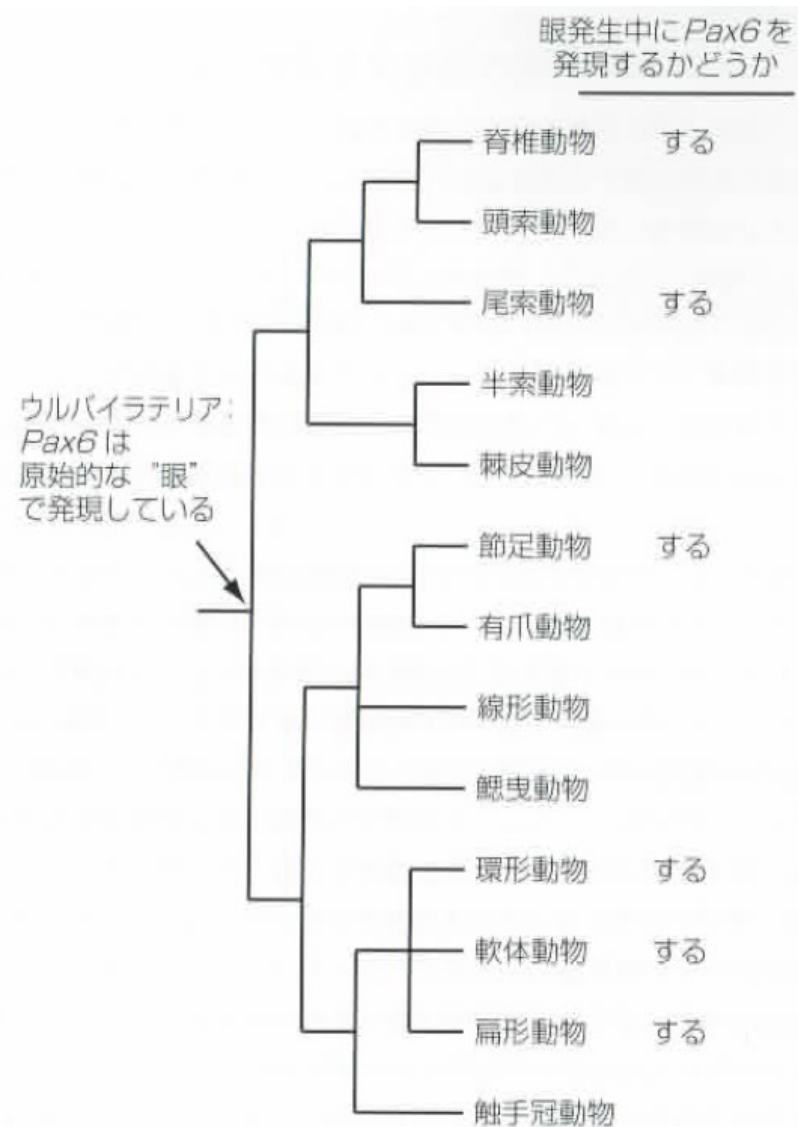 眼発生中にPax6を
発現するかどうか
脊椎動物 する
頭索動物
尾索動物 する
半索動物
棘皮動物
ウルバイラテリア:
Pax6は
原始的な"眼"
で発現している
節足動物 する
有爪動物
線形動物
鰓曳動物
環形動物 する
軟体動物 する
扁形動物 する
触手冠動物